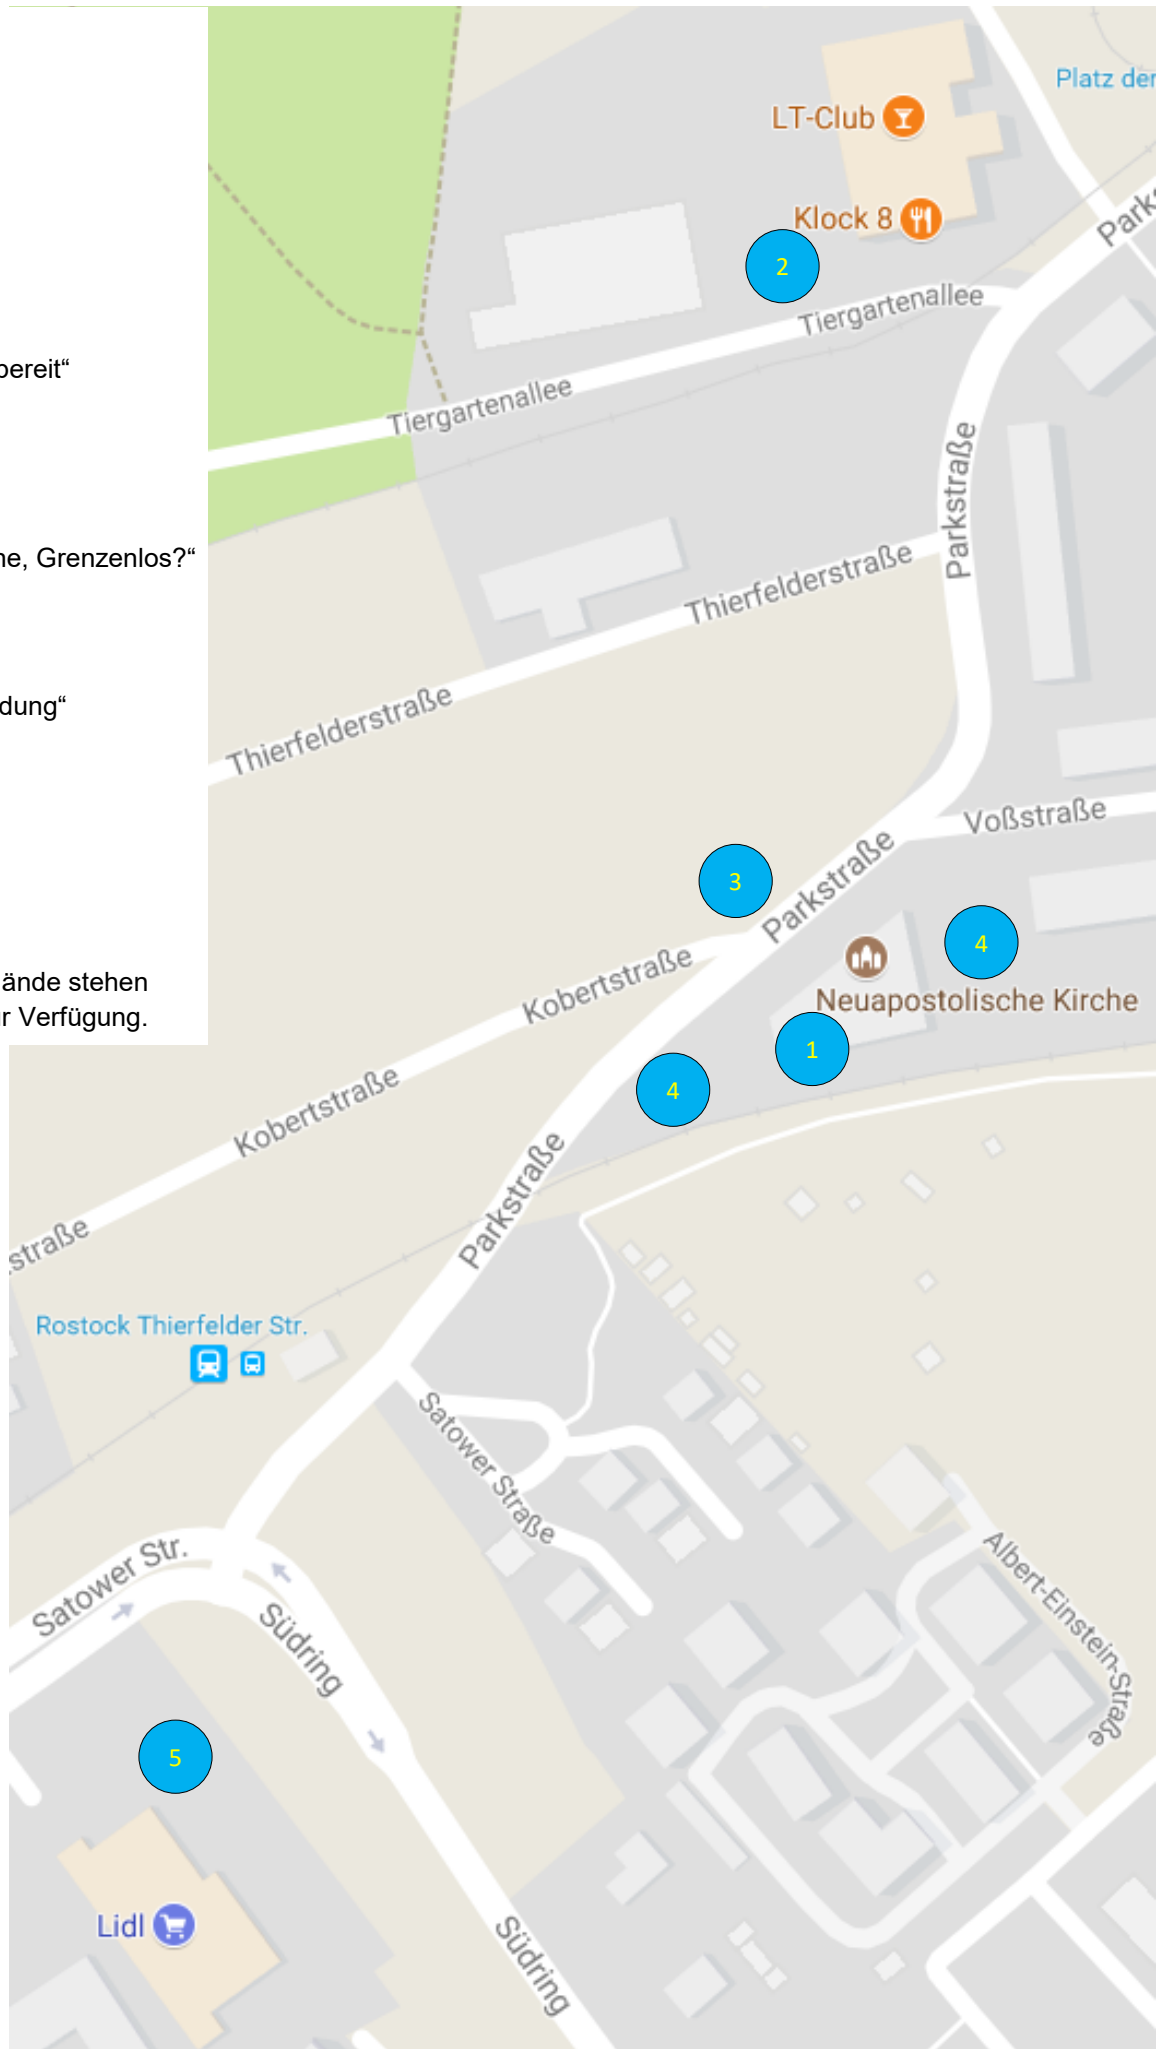 Platz der
LT-Club
Parks
Klock 8
2
Tiergartenallee
bereit“
Tiergartenallee
Parkstraße
ne, Grenzenlos?“
Thierfelderstraße
dung“
Thierfelderstraße
Voßstraße
Parkstraße
3
4
Kobertstraße
ände stehen
Neuapostolische Kirche
r Verfügung.
1
4
Kobertstraße
Parkstraße
straße
Rostock Thierfelder Str.
Satower Straße
Satower Str.
Südring
Albert-Einstein-Straße
5
Lidl
Südring